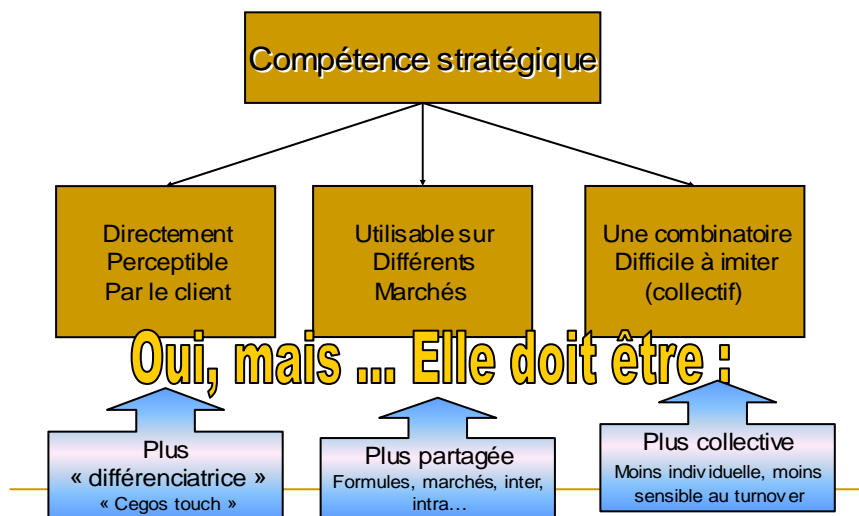 Compétence stratégique
Directement
Perceptible
Par le client
Utilisable sur
Différents
Marchés
Une combinatoire
Difficile à imiter
(collectif)
Oui, mais ... Elle doit être :
Plus
« différenciatrice »
« Cegos touch »
Plus partagée
Formules, marchés, inter,
intra…
Plus collective
Moins individuelle, moins
sensible au turnover